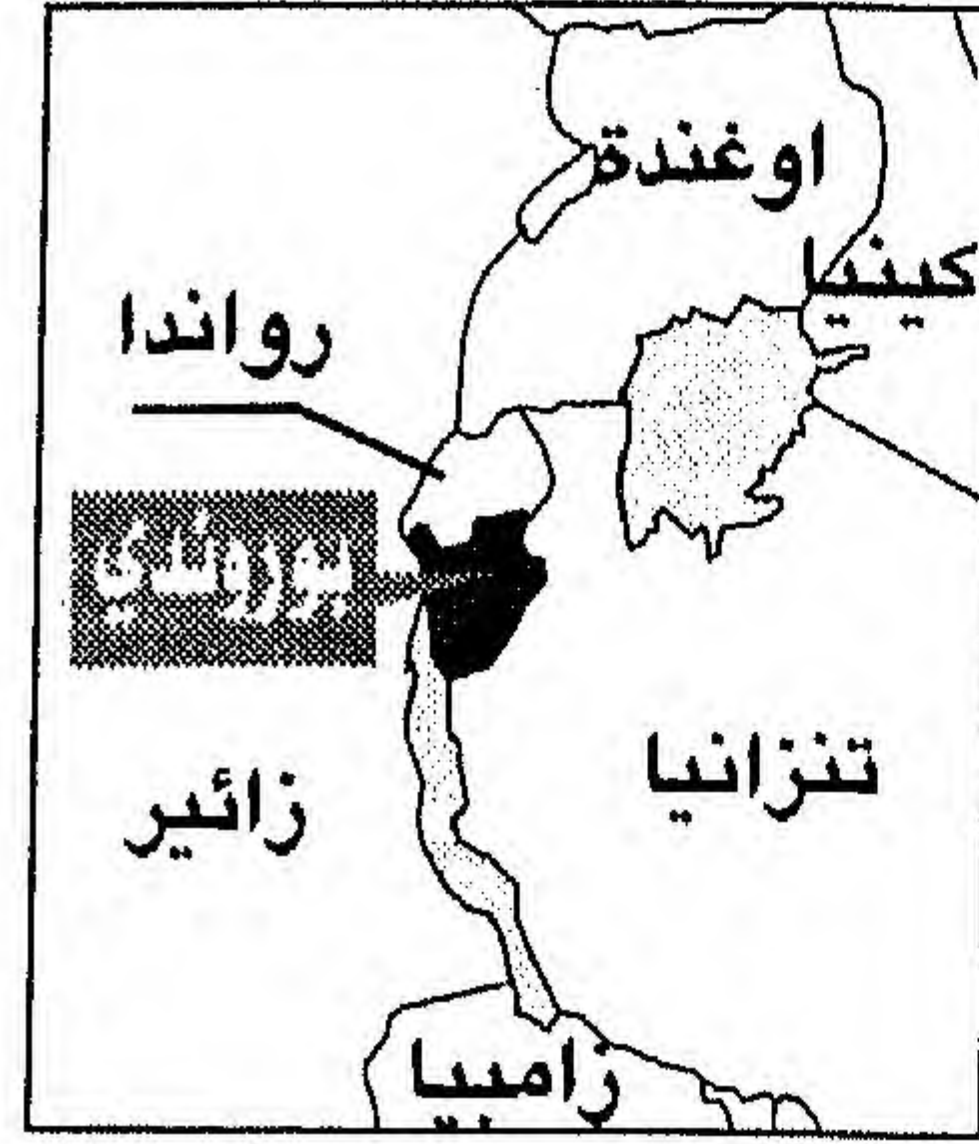 اوغندة
كينيا
رواندا
بوروندي
تنزانيا
زائير
زامبيا